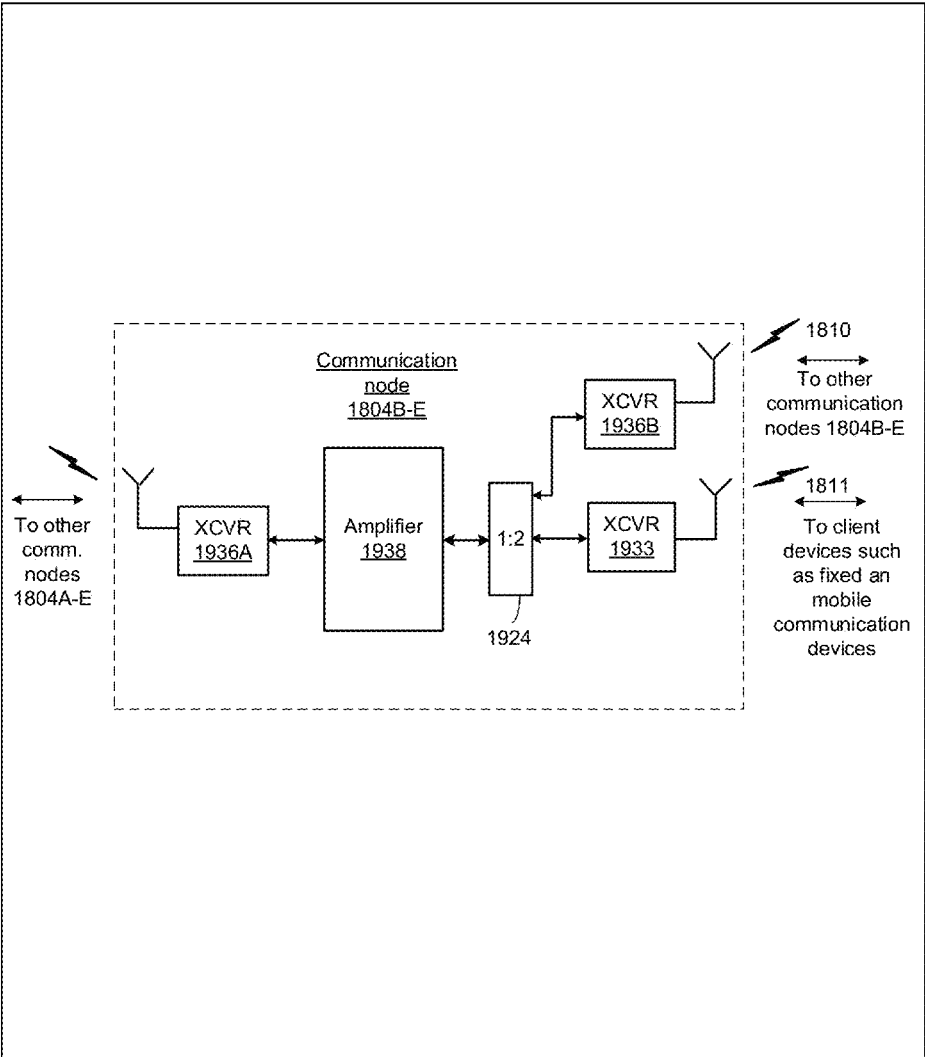 Communication
node
1804B-E
To other
comm.
nodes
1804A-E
XCVR
1936A
Amplifier
1938
1:2
1924
XCVR
1936B
XCVR
1933
1810
To other
communication
nodes 1804B-E
1811
To client
devices such
as fixed an
mobile
communication
devices